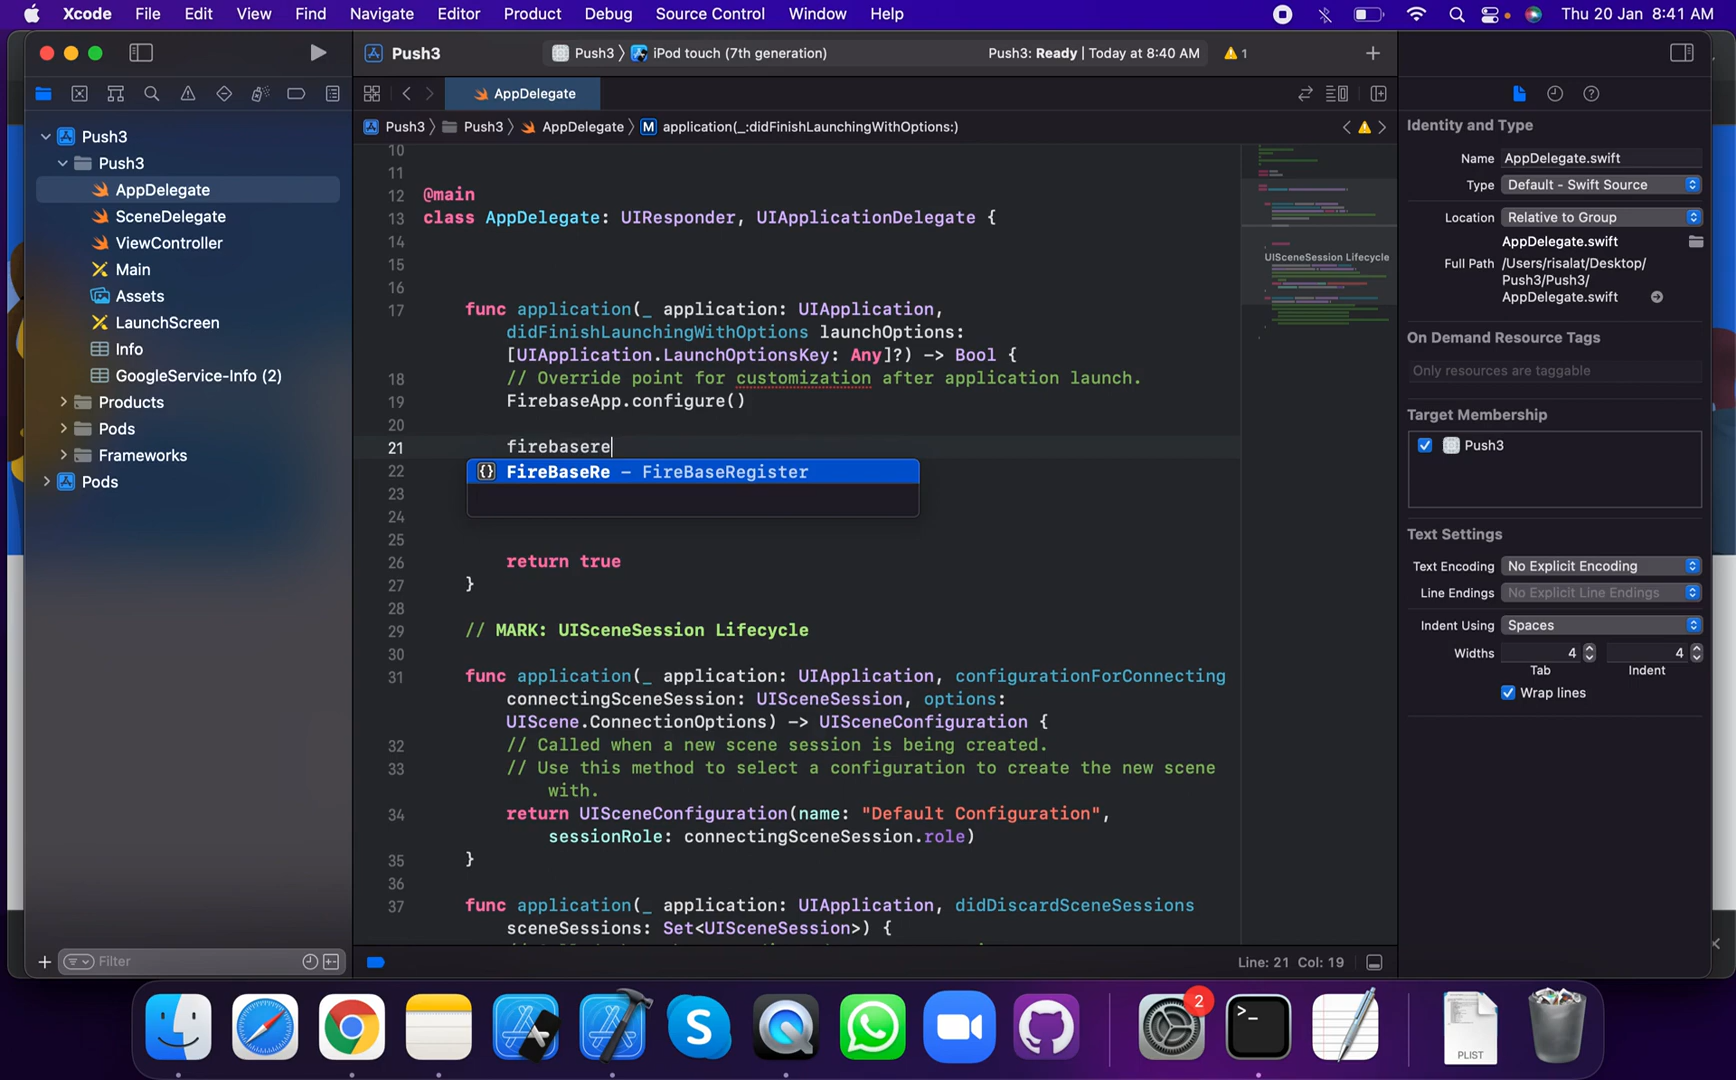 Xcode File Edit View Find Navigate Editor Product Debug Source Control Window Help Thu 20 Jan 8:41 AM
Push3 Push3 iPod touch (7th generation) Push3: Ready | Today at 8:40 AM 1
AppDelegate
Push3 Push3 AppDelegate M application(_:didFinishLaunchingWithOptions:)
Push3
Push3
AppDelegate
SceneDelegate
ViewController
Main
Assets
LaunchScreen
Info
GoogleService-Info (2)
Products
Pods
Frameworks
Pods
Filter
10
11
12 @main
13 class AppDelegate: UIResponder, UIApplicationDelegate {
14
15
16
17 func application(_ application: UIApplication,
didFinishLaunchingWithOptions launchOptions:
[UIApplication.LaunchOptionsKey: Any]?) -> Bool {
18 // Override point for customization after application launch.
19 FirebaseApp.configure()
20
21 firebasere
22 {} FireBaseRe – FireBaseRegister
23
24
25
26 return true
27 }
28
29 // MARK: UISceneSession Lifecycle
30
31 func application(_ application: UIApplication, configurationForConnecting
connectingSceneSession: UISceneSession, options:
UIScene.ConnectionOptions) -> UISceneConfiguration {
32 // Called when a new scene session is being created.
33 // Use this method to select a configuration to create the new scene
with.
34 return UISceneConfiguration(name: "Default Configuration",
sessionRole: connectingSceneSession.role)
35 }
36
37 func application(_ application: UIApplication, didDiscardSceneSessions
sceneSessions: Set<UISceneSession>) {
UISceneSession Lifecycle
Line: 21 Col: 19
Identity and Type
Name AppDelegate.swift
Type Default - Swift Source
Location Relative to Group
AppDelegate.swift
Full Path /Users/risalat/Desktop/
Push3/Push3/
AppDelegate.swift
On Demand Resource Tags
Only resources are taggable
Target Membership
Push3
Text Settings
Text Encoding No Explicit Encoding
Line Endings No Explicit Line Endings
Indent Using Spaces
Widths 4 4
Tab Indent
Wrap lines
2
PLIST